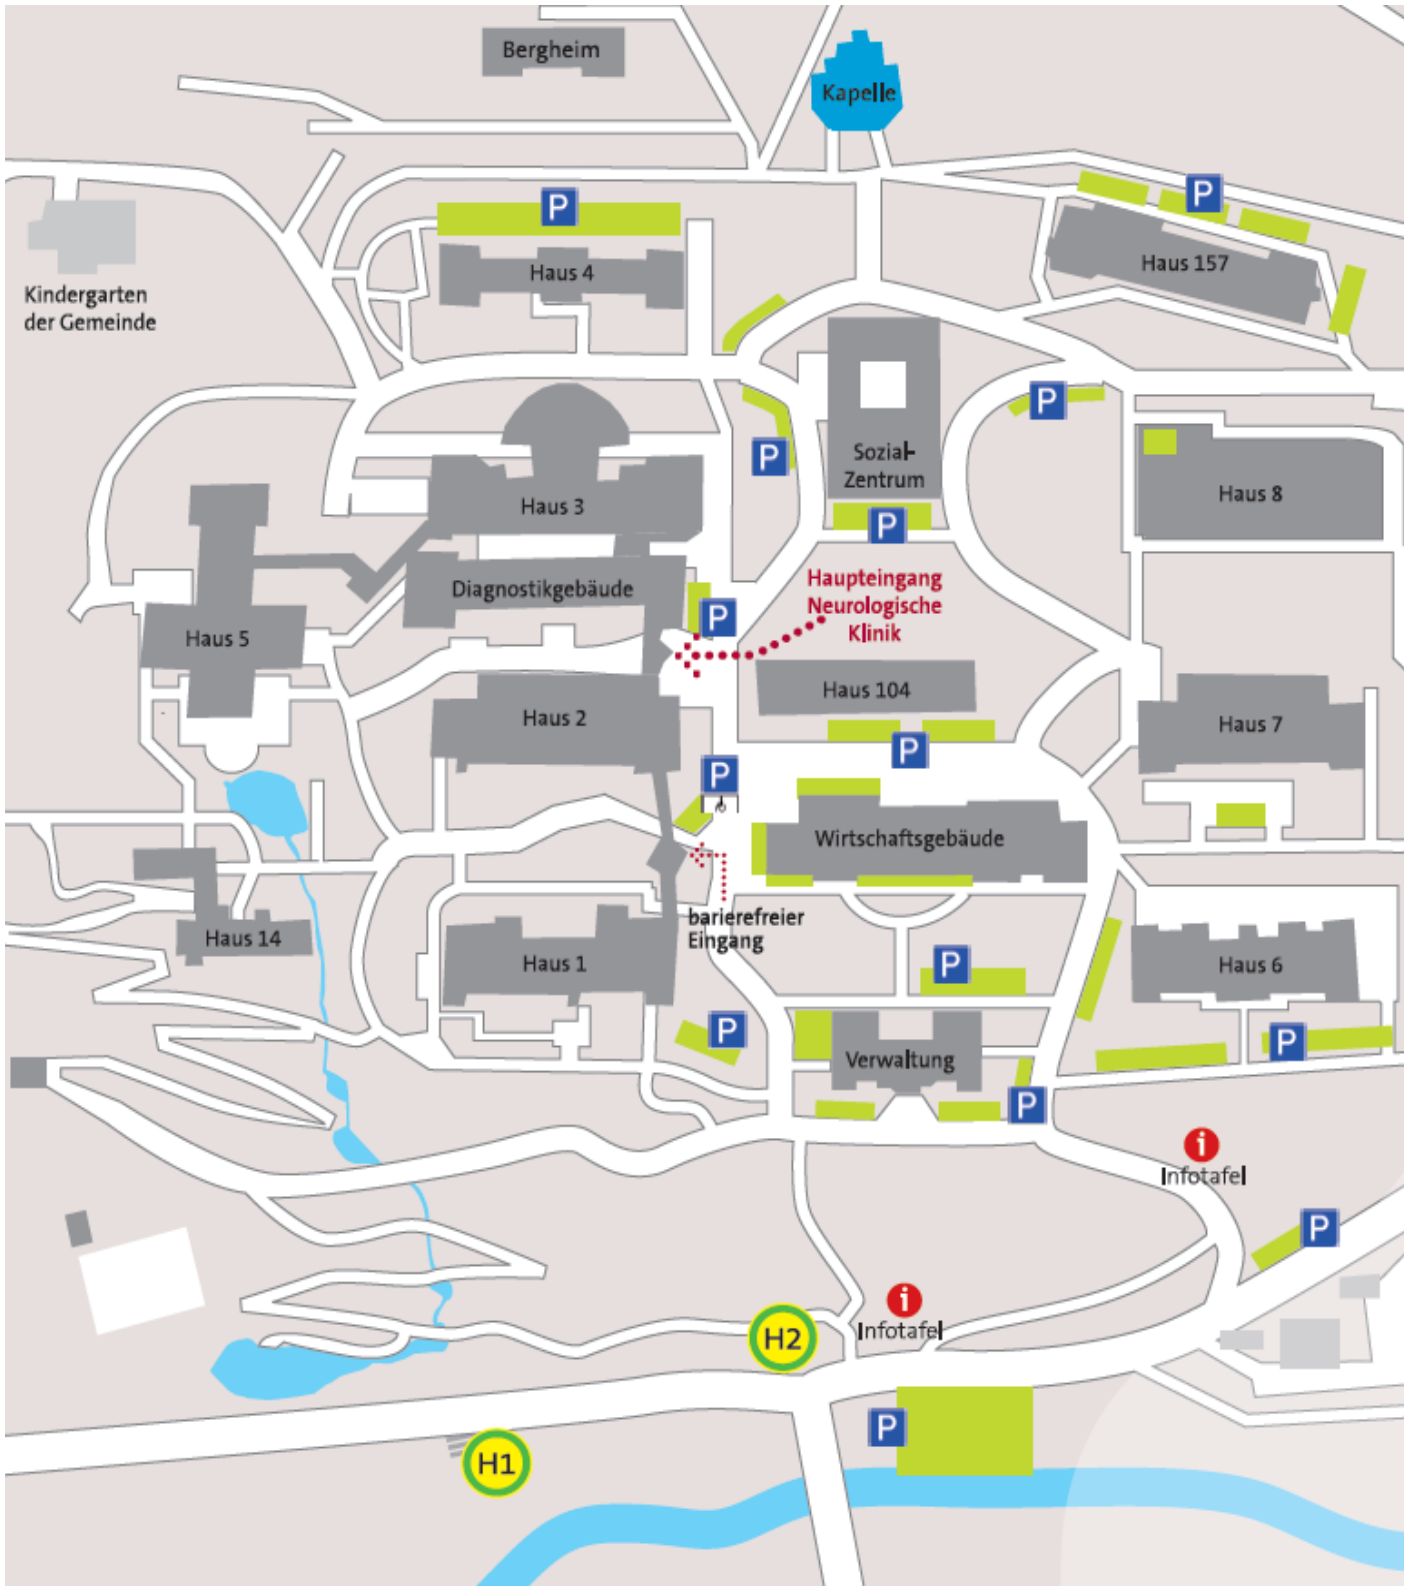 Bergheim
Kapelle
P
P
Haus 4
Haus 157
Kindergarten
der Gemeinde
P
P
Sozial-
Zentrum
Haus 3
Haus 8
P
Haupteingang
Neurologische
Klinik
Diagnostikgebäude
P
Haus 5
Haus 104
Haus 2
Haus 7
P
P
Wirtschaftsgebäude
barierefreier
Eingang
Haus 14
Haus 1
P
Haus 6
P
P
Verwaltung
P
i
Infotafel
P
i
Infotafel
H2
P
H1